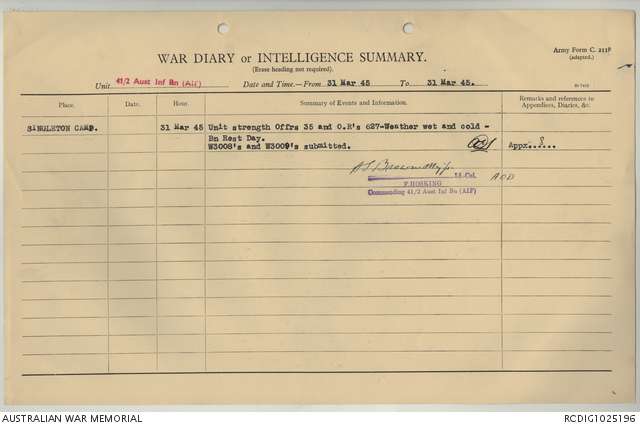 Army Form C. 2118
(adapted.)
WAR DIARY or INTELLIGENCE SUMMARY.
(Erase heading not required).
Unit 41/2 Aust Inf Bn (AIF) Date and Time.—From 31 Mar 45 To 31 Mar 45.
Place. Date. Hour. Summary of Events and Information. Remarks and references to
Appendices, Diaries, &c.
SINGLETON CAMP. 31 Mar 45 Unit strength Offrs 35 and O.R's 627-Weather wet and cold -
Bn Rest Day.
W3008's and W3009's submitted. Appx..
Lt-Col.
P.HOSKING
Commanding 41/2 Aust Inf Bn (AIF)
AUSTRALIAN WAR MEMORIAL RCDIG1025196